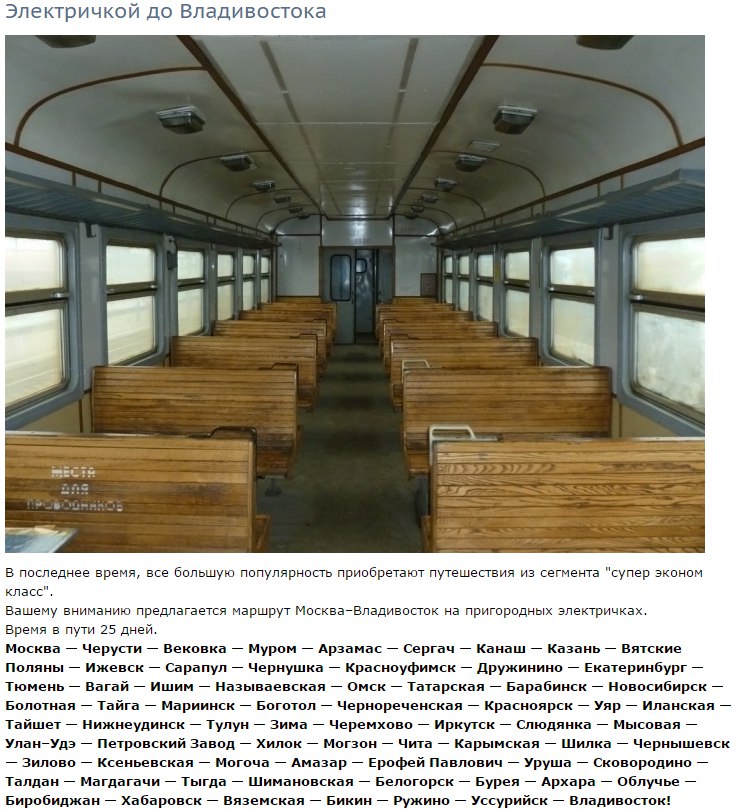 Электричкой до Владивостока
МЕСТА
ДЛЯ
ПРОВОДНИКОВ
В последнее время, все большую популярность приобретают путешествия из сегмента "супер эконом
класс".
Вашему вниманию предлагается маршрут Москва–Владивосток на пригородных электричках.
Время в пути 25 дней.
Москва — Черусти — Вековка — Муром — Арзамас — Сергач — Канаш — Казань — Вятские
Поляны — Ижевск — Сарапул — Чернушка — Красноуфимск — Дружинино — Екатеринбург —
Тюмень — Вагай — Ишим — Называевская — Омск — Татарская — Барабинск — Новосибирск —
Болотная — Тайга — Мариинск — Боготол — Чернореченская — Красноярск — Уяр — Иланская —
Тайшет — Нижнеудинск — Тулун — Зима — Черемхово — Иркутск — Слюдянка — Мысовая —
Улан–Удэ — Петровский Завод — Хилок — Могзон — Чита — Карымская — Шилка — Чернышевск
— Зилово — Ксеньевская — Могоча — Амазар — Ерофей Павлович — Уруша — Сковородино —
Талдан — Магдагачи — Тыгда — Шимановская — Белогорск — Бурея — Архара — Облучье —
Биробиджан — Хабаровск — Вяземская — Бикин — Ружино — Уссурийск — Владивосток!